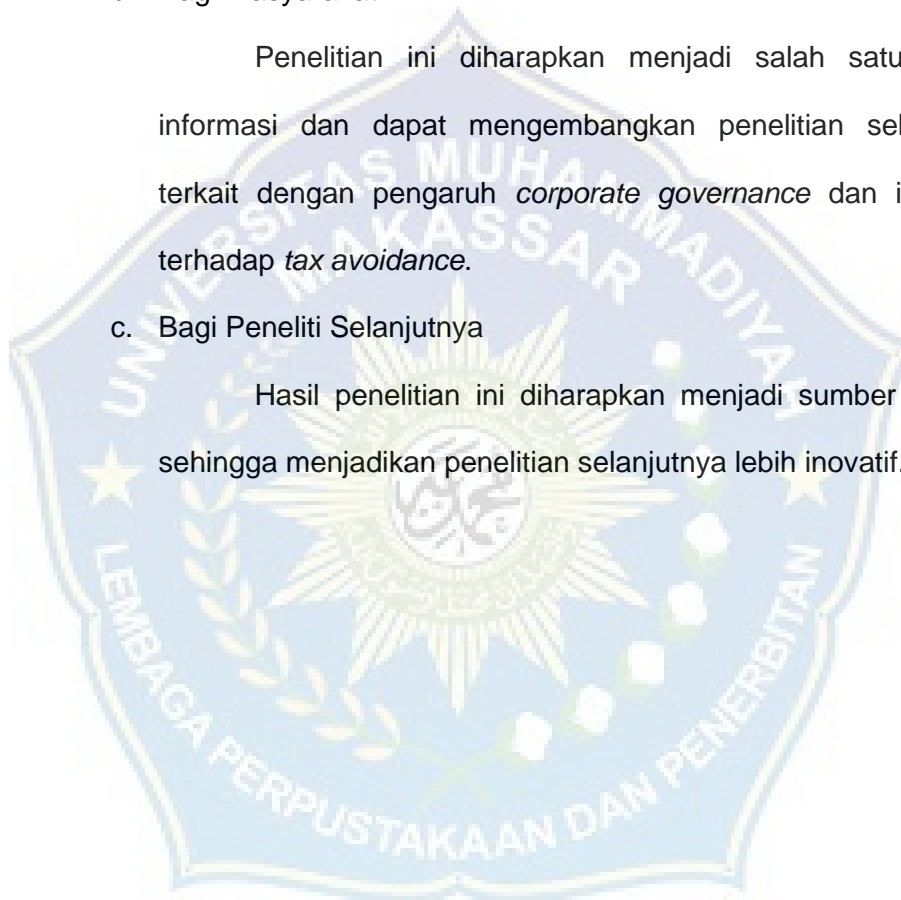 Penelitian ini diharapkan menjadi salah satu
informasi dan dapat mengembangkan penelitian
terkait dengan pengaruh corporate governance dan
terhadap tax avoidance.
c. Bagi Peneliti Selanjutnya
Hasil penelitian ini diharapkan menjadi sumber
sehingga menjadikan penelitian selanjutnya lebih inovatif.
UNIVERSITAS MUHAMMADIYAH
MAKASSAR
LEMBAGA PERPUSTAKAAN DAN PENERBITAN